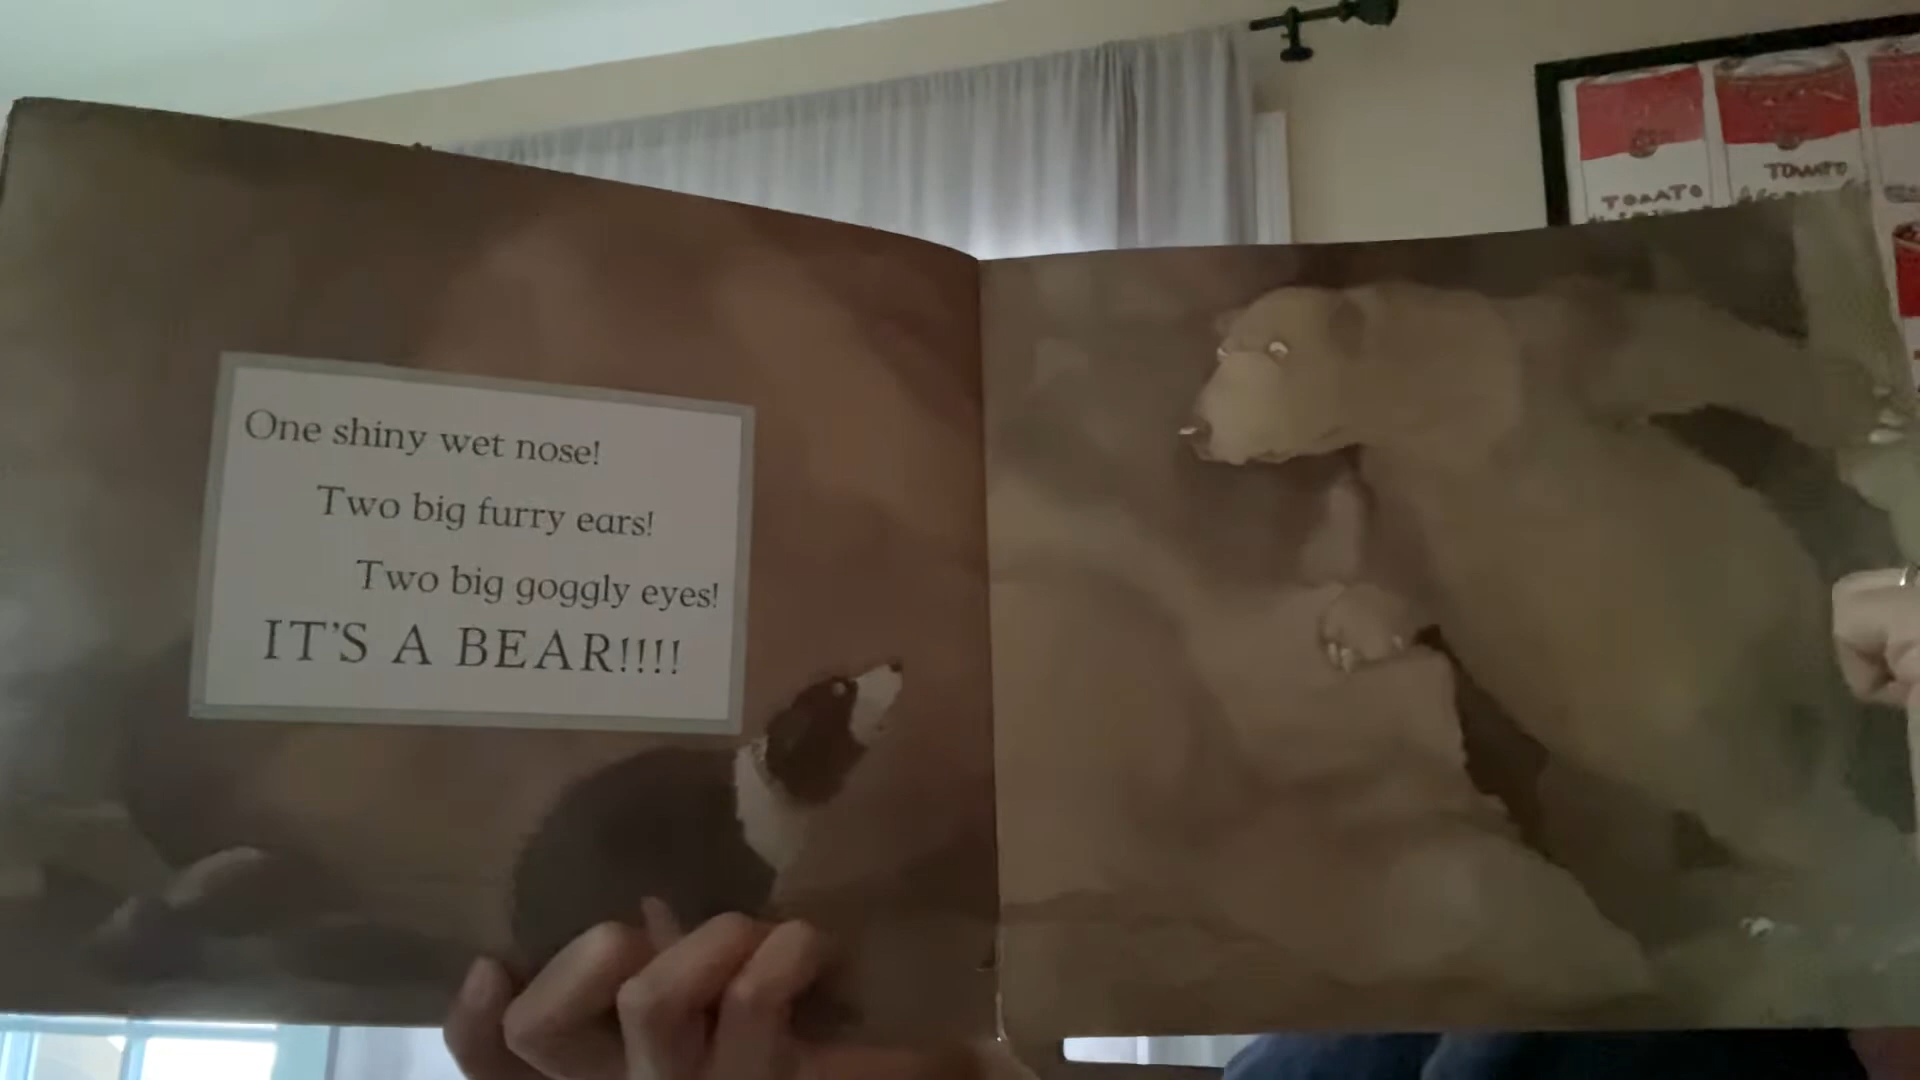 One shiny wet nose!
Two big furry ears!
Two big goggly eyes!
IT'S A BEAR!!!!
TOMATO
TOMATO